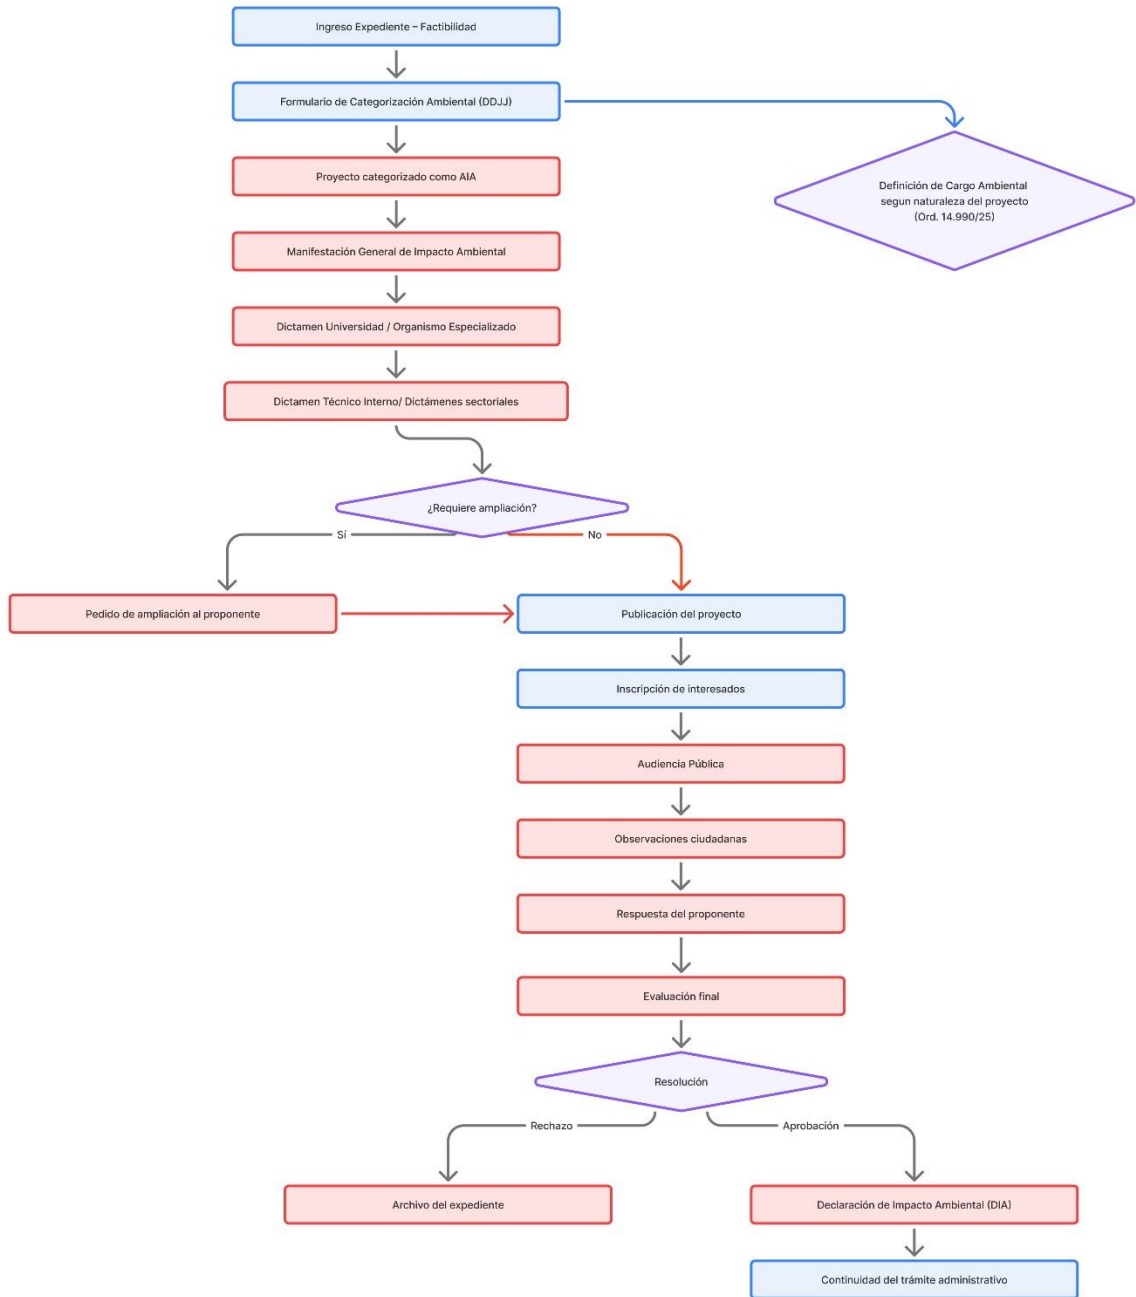 Ingreso Expediente – Factibilidad
Formulario de Categorización Ambiental (DDJJ)
Definición de Cargo Ambiental
segun naturaleza del proyecto
(Ord. 14.990/25)
Proyecto categorizado como AIA
Manifestación General de Impacto Ambiental
Dictamen Universidad / Organismo Especializado
Dictamen Técnico Interno/ Dictámenes sectoriales
¿Requiere ampliación?
Sí
No
Pedido de ampliación al proponente
Publicación del proyecto
Inscripción de interesados
Audiencia Pública
Observaciones ciudadanas
Respuesta del proponente
Evaluación final
Resolución
Rechazo
Aprobación
Archivo del expediente
Declaración de Impacto Ambiental (DIA)
Continuidad del trámite administrativo